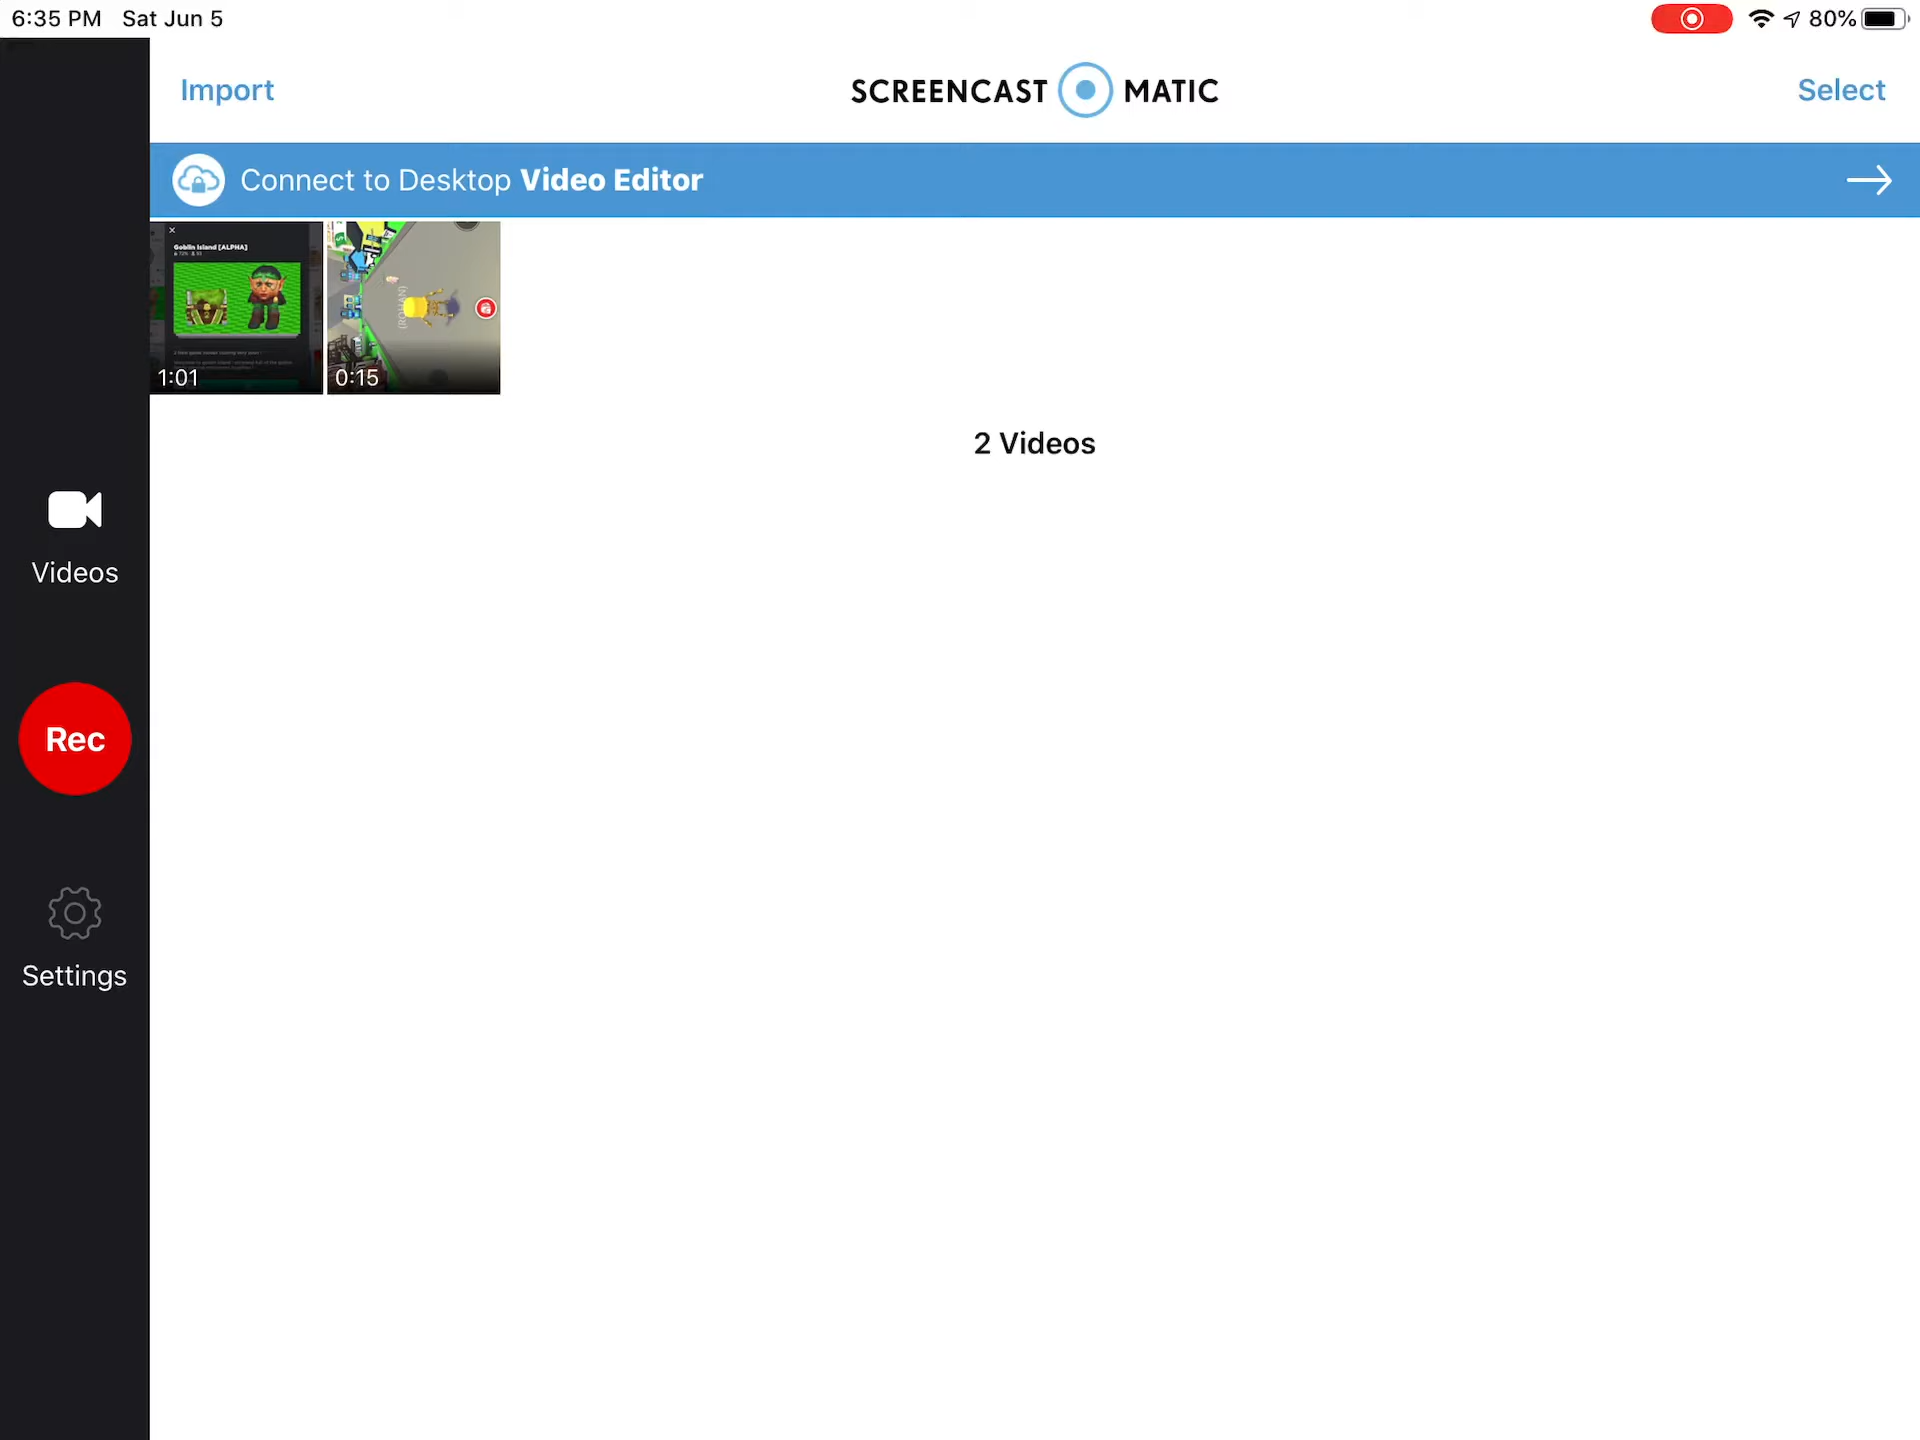 6:35 PM Sat Jun 5
80%
Import
SCREENCAST MATIC
Select
Connect to Desktop Video Editor
Goblin Island [ALPHA]
1:01
(ROMAN)
0:15
2 Videos
Videos
Rec
Settings